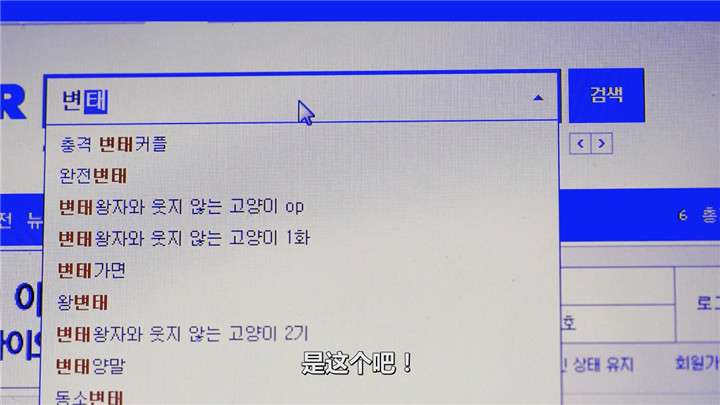 변태
검색
충격 변태커플
완전변태
변태왕자와 웃지 않는 고양이 op
변태왕자와 웃지 않는 고양이 1화
변태가면
왕변태
변태왕자와 웃지 않는 고양이 2기
변태양말
동소변태
전 뉴
6 총
이
로그
호
상태 유지
회원가
是这个吧！